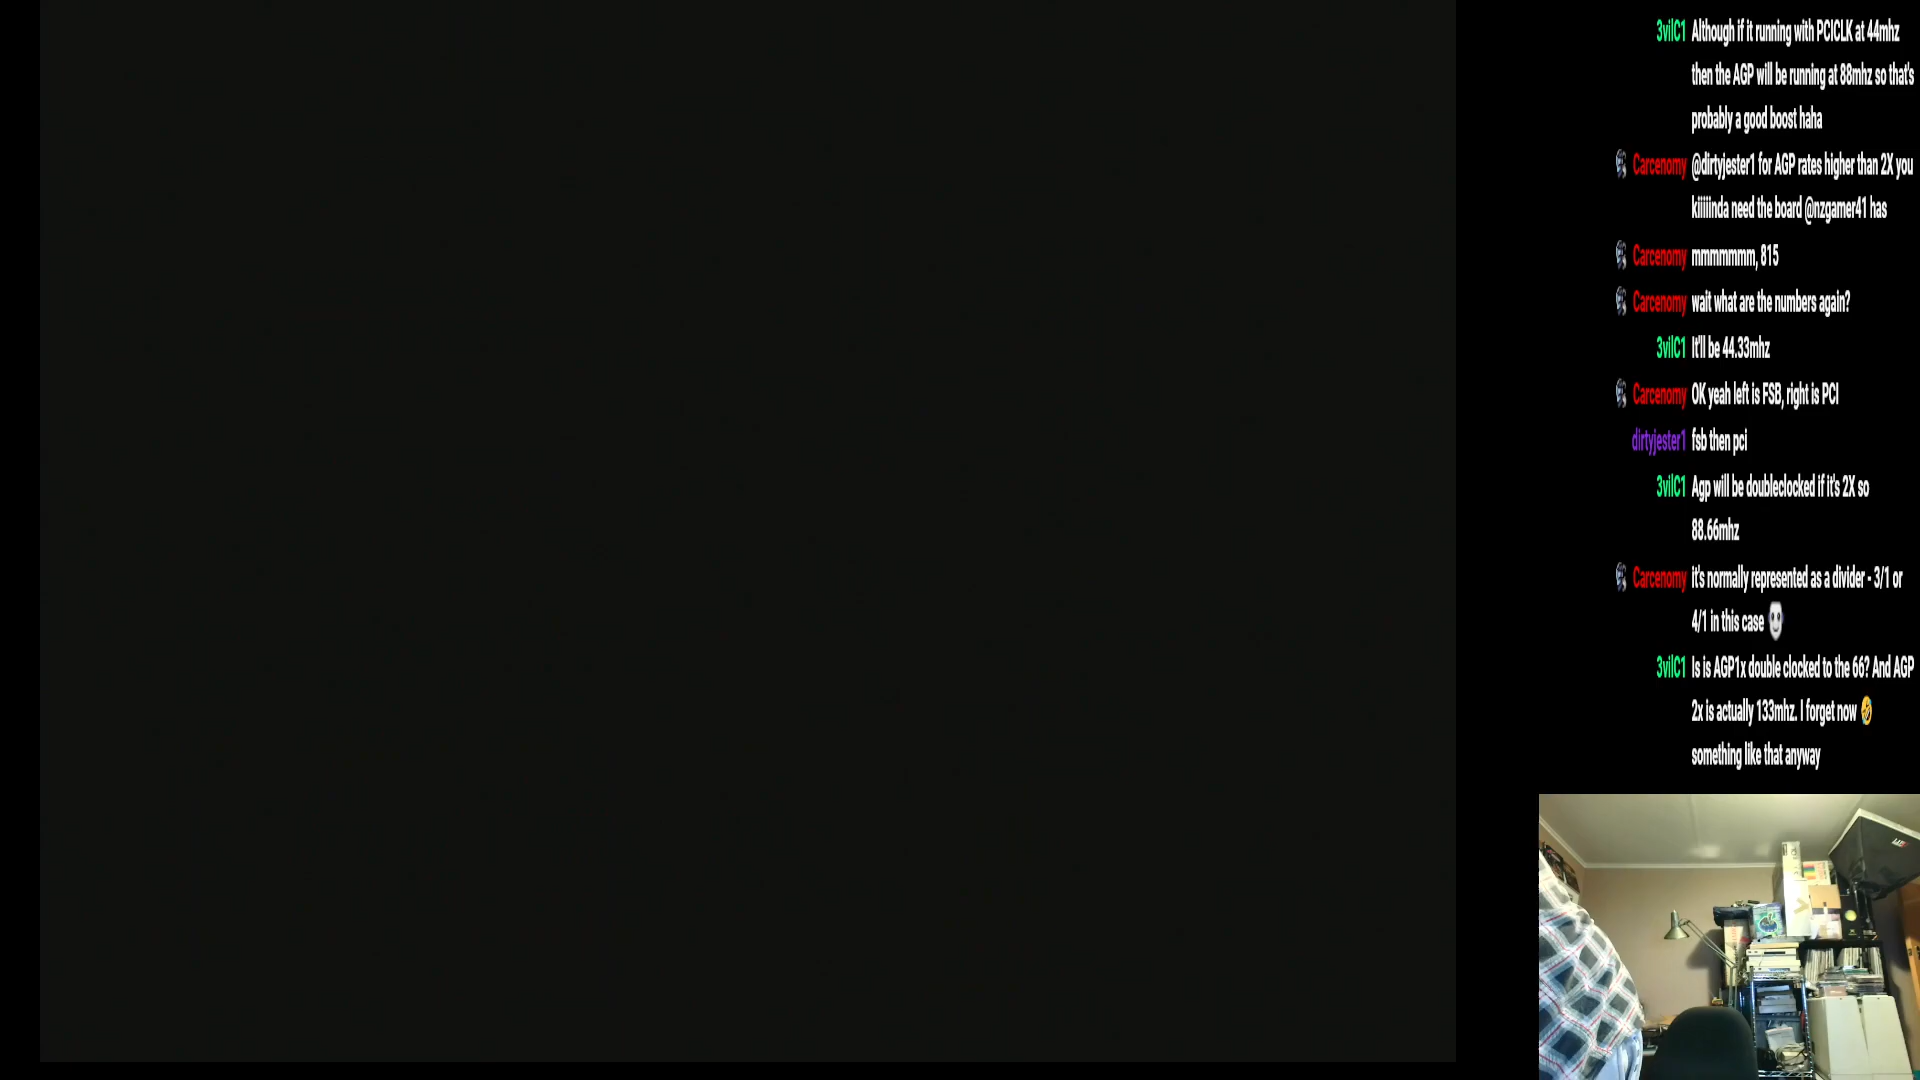 3vilC1 Although if it running with PCICLK at 44mhz
then the AGP will be running at 88mhz so that's
probably a good boost haha
Carcenomy @dirtyjester1 for AGP rates higher than 2X you
kiiiiinda need the board @nzgamer41 has
Carcenomy mmmmmmm, 815
Carcenomy wait what are the numbers again?
3vilC1 It'll be 44.33mhz
Carcenomy OK yeah left is FSB, right is PCI
dirtyjester1 fsb then pci
3vilC1 Agp will be doubleclocked if it's 2X so
88.66mhz
Carcenomy it's normally represented as a divider - 3/1 or
4/1 in this case
3vilC1 Is is AGP1x double clocked to the 66? And AGP
2x is actually 133mhz. I forget now 🤣
something like that anyway